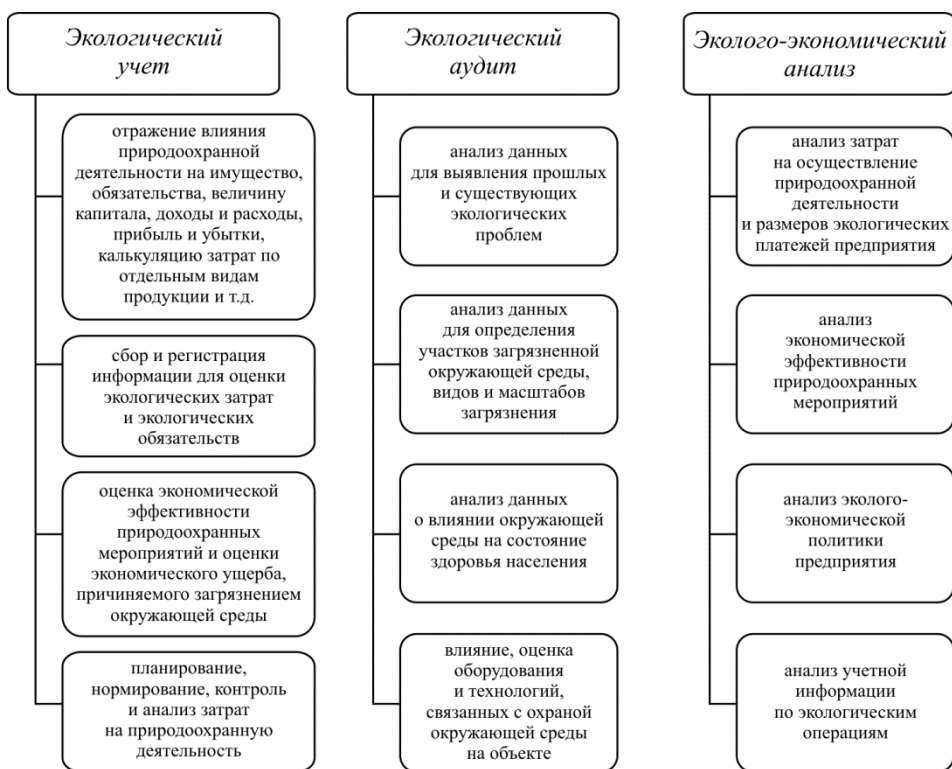 Экологический
учет
отражение влияния
природоохранной
деятельности на имущество,
обязательства, величину
капитала, доходы и расходы,
прибыль и убытки,
калькуляцию затрат по
отдельным видам
продукции и т.д.
сбор и регистрация
информации для оценки
экологических затрат
и экологических
обязательств
оценка экономической
эффективности
природоохранных
мероприятий и оценки
экономического ущерба,
причиняемого загрязнением
окружающей среды
планирование,
нормирование, контроль
и анализ затрат
на природоохранную
деятельность
Экологический
аудит
анализ данных
для выявления прошлых
и существующих
экологических
проблем
анализ данных
для определения
участков загрязненной
окружающей среды,
видов и масштабов
загрязнения
анализ данных
о влиянии окружающей
среды на состояние
здоровья населения
влияние, оценка
оборудования
и технологий,
связанных с охраной
окружающей среды
на объекте
Эколого-экономический
анализ
анализ затрат
на осуществление
природоохранной
деятельности
и размеров экологических
платежей предприятия
анализ
экономической
эффективности
природоохранных
мероприятий
анализ эколого-
экономической
политики
предприятия
анализ учетной
информации
по экологическим
операциям